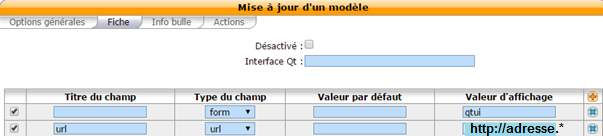 Mise à jour d'un modèle
Options générales Fiche Info bulle Actions
Désactivé :
Interface Qt :
Titre du champ Type du champ Valeur par défaut Valeur d'affichage
form qtui
url url http://adresse.*